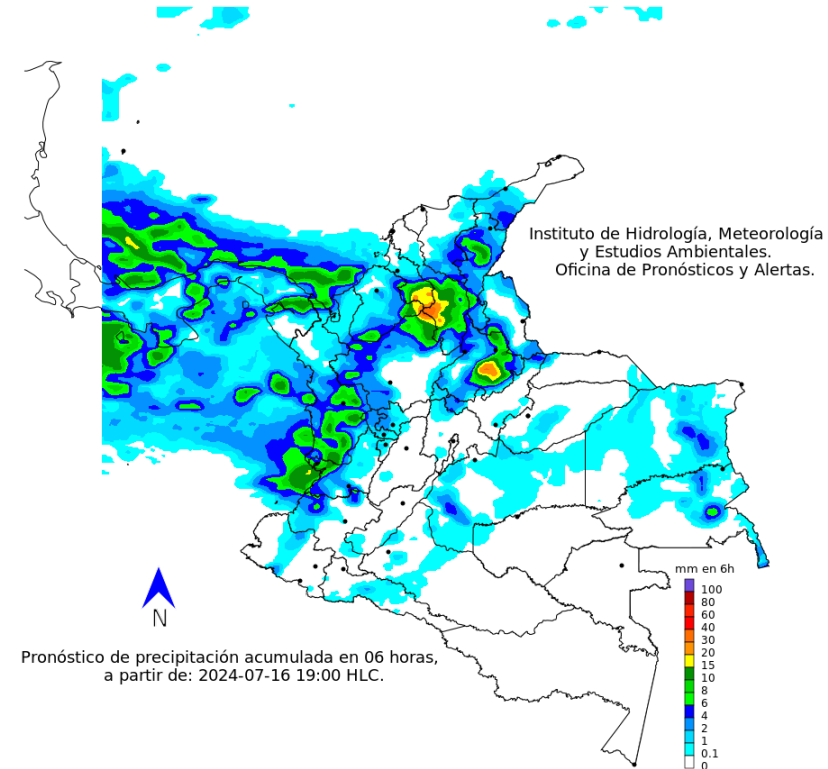 Instituto de Hidrología, Meteorología
y Estudios Ambientales.
Oficina de Pronósticos y Alertas.
mm en 6h
100
80
60
40
30
20
15
10
8
6
4
2
1
0.1
0
N
Pronóstico de precipitación acumulada en 06 horas,
a partir de: 2024-07-16 19:00 HLC.